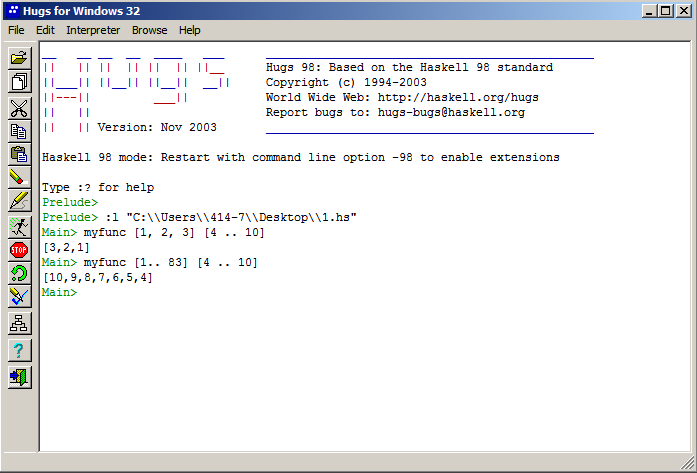 Hugs for Windows 32
File Edit Interpreter Browse Help
__   __ __  __  ____   ___      _________________________________________
||   || ||  || ||  || ||__      Hugs 98: Based on the Haskell 98 standard
||___|| ||__|| ||__||  __||     Copyright (c) 1994-2003
||---||         ___||           World Wide Web: http://haskell.org/hugs
||   ||                         Report bugs to: hugs-bugs@haskell.org
||   || Version: Nov 2003       _________________________________________
Haskell 98 mode: Restart with command line option -98 to enable extensions
Type :? for help
Prelude>
Prelude> :l "C:\\Users\\414-7\\Desktop\\1.hs"
Main> myfunc [1, 2, 3] [4 .. 10]
[3,2,1]
Main> myfunc [1.. 83] [4 .. 10]
[10,9,8,7,6,5,4]
Main>
STOP
?